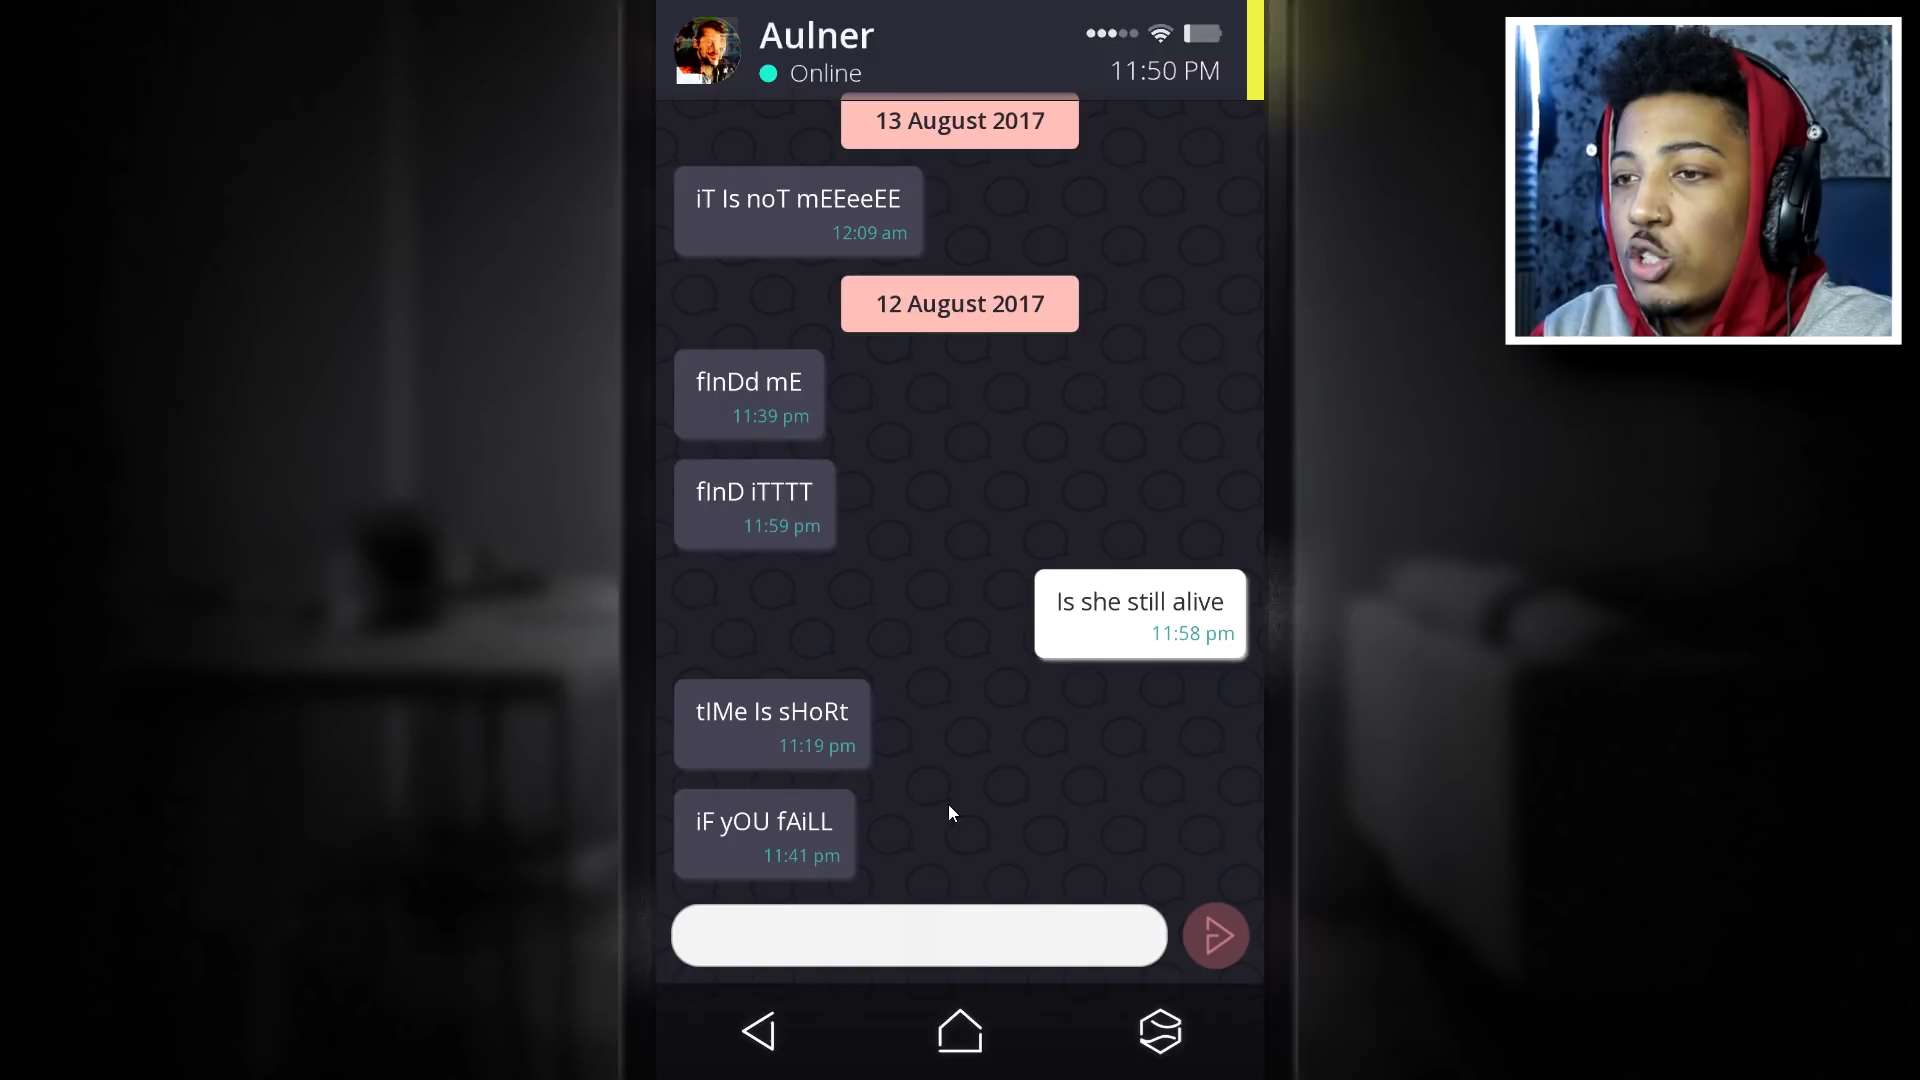 Aulner
Online
11:50 PM
13 August 2017
iT Is noT mEEeeEE
12:09 am
12 August 2017
fInDd mE
11:39 pm
fInD iTTTT
11:59 pm
Is she still alive
11:58 pm
tIMe Is sHoRt
11:19 pm
iF yOU fAiLL
11:41 pm